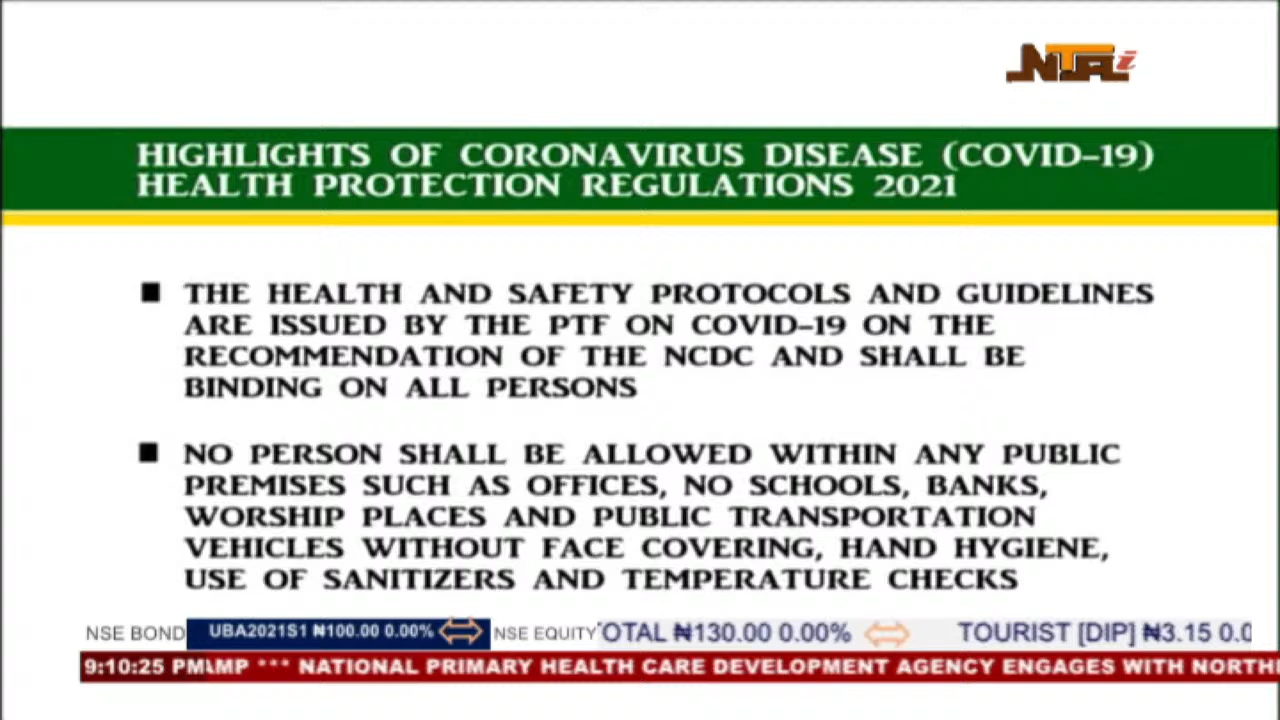 NTAi
HIGHLIGHTS OF CORONAVIRUS DISEASE (COVID-19)
HEALTH PROTECTION REGULATIONS 2021
■ THE HEALTH AND SAFETY PROTOCOLS AND GUIDELINES
ARE ISSUED BY THE PTF ON COVID-19 ON THE
RECOMMENDATION OF THE NCDC AND SHALL BE
BINDING ON ALL PERSONS
■ NO PERSON SHALL BE ALLOWED WITHIN ANY PUBLIC
PREMISES SUCH AS OFFICES, NO SCHOOLS, BANKS,
WORSHIP PLACES AND PUBLIC TRANSPORTATION
VEHICLES WITHOUT FACE COVERING, HAND HYGIENE,
USE OF SANITIZERS AND TEMPERATURE CHECKS
NSE BOND UBA2021S1 ₦100.00 0.00% NSE EQUITY OTAL ₦130.00 0.00% TOURIST [DIP] ₦3.15 0.0
9:10:25 PM AMP *** NATIONAL PRIMARY HEALTH CARE DEVELOPMENT AGENCY ENGAGES WITH NORTH